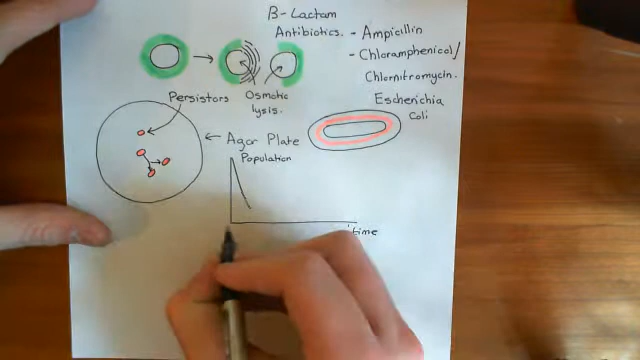 β-Lactam
Antibiotics. - Ampicillin
- Chloramphenicol/
Chlornitromycin.
Persistors
Osmotic
lysis.
Escherichia
Coli
Agar Plate
Population
time